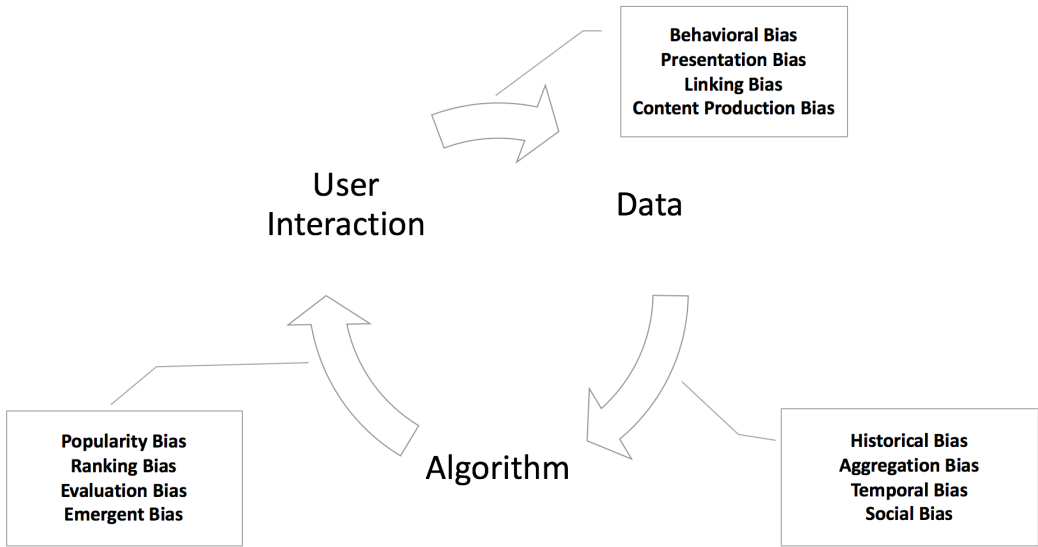 Behavioral Bias
Presentation Bias
Linking Bias
Content Production Bias
User
Interaction
Data
Popularity Bias
Ranking Bias
Evaluation Bias
Emergent Bias
Algorithm
Historical Bias
Aggregation Bias
Temporal Bias
Social Bias